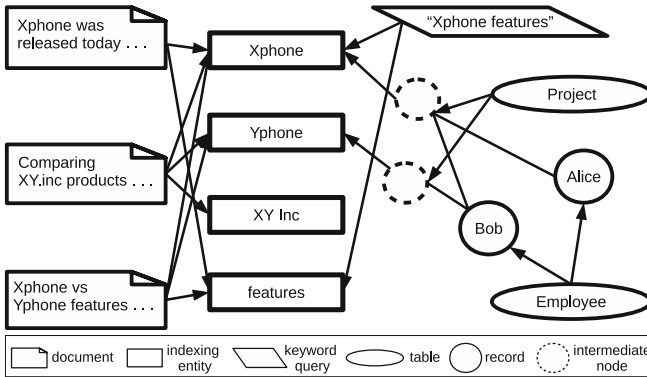 Xphone was
released today . . .
Xphone
"Xphone features"
Project
Comparing
XY.inc products . . .
Yphone
Alice
XY Inc
Bob
Xphone vs
Yphone features . . .
features
Employee
document
indexing
entity
keyword
query
table
record
intermediate
node